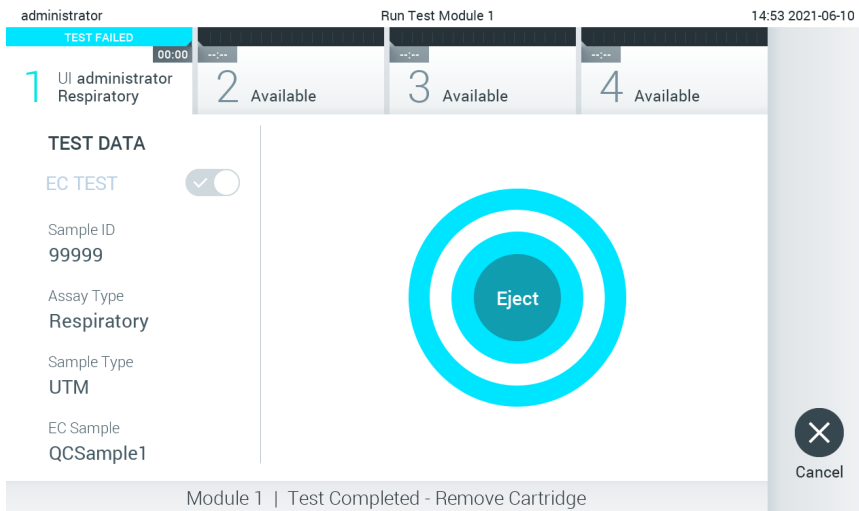 administrator
Run Test Module 1
14:53 2021-06-10
TEST FAILED
00:00
--:--
--:--
--:--
1
UI administrator
Respiratory
2
Available
3
Available
4
Available
TEST DATA
EC TEST
Sample ID
99999
Assay Type
Respiratory
Sample Type
UTM
EC Sample
QCSample1
Eject
Cancel
Module 1 | Test Completed - Remove Cartridge